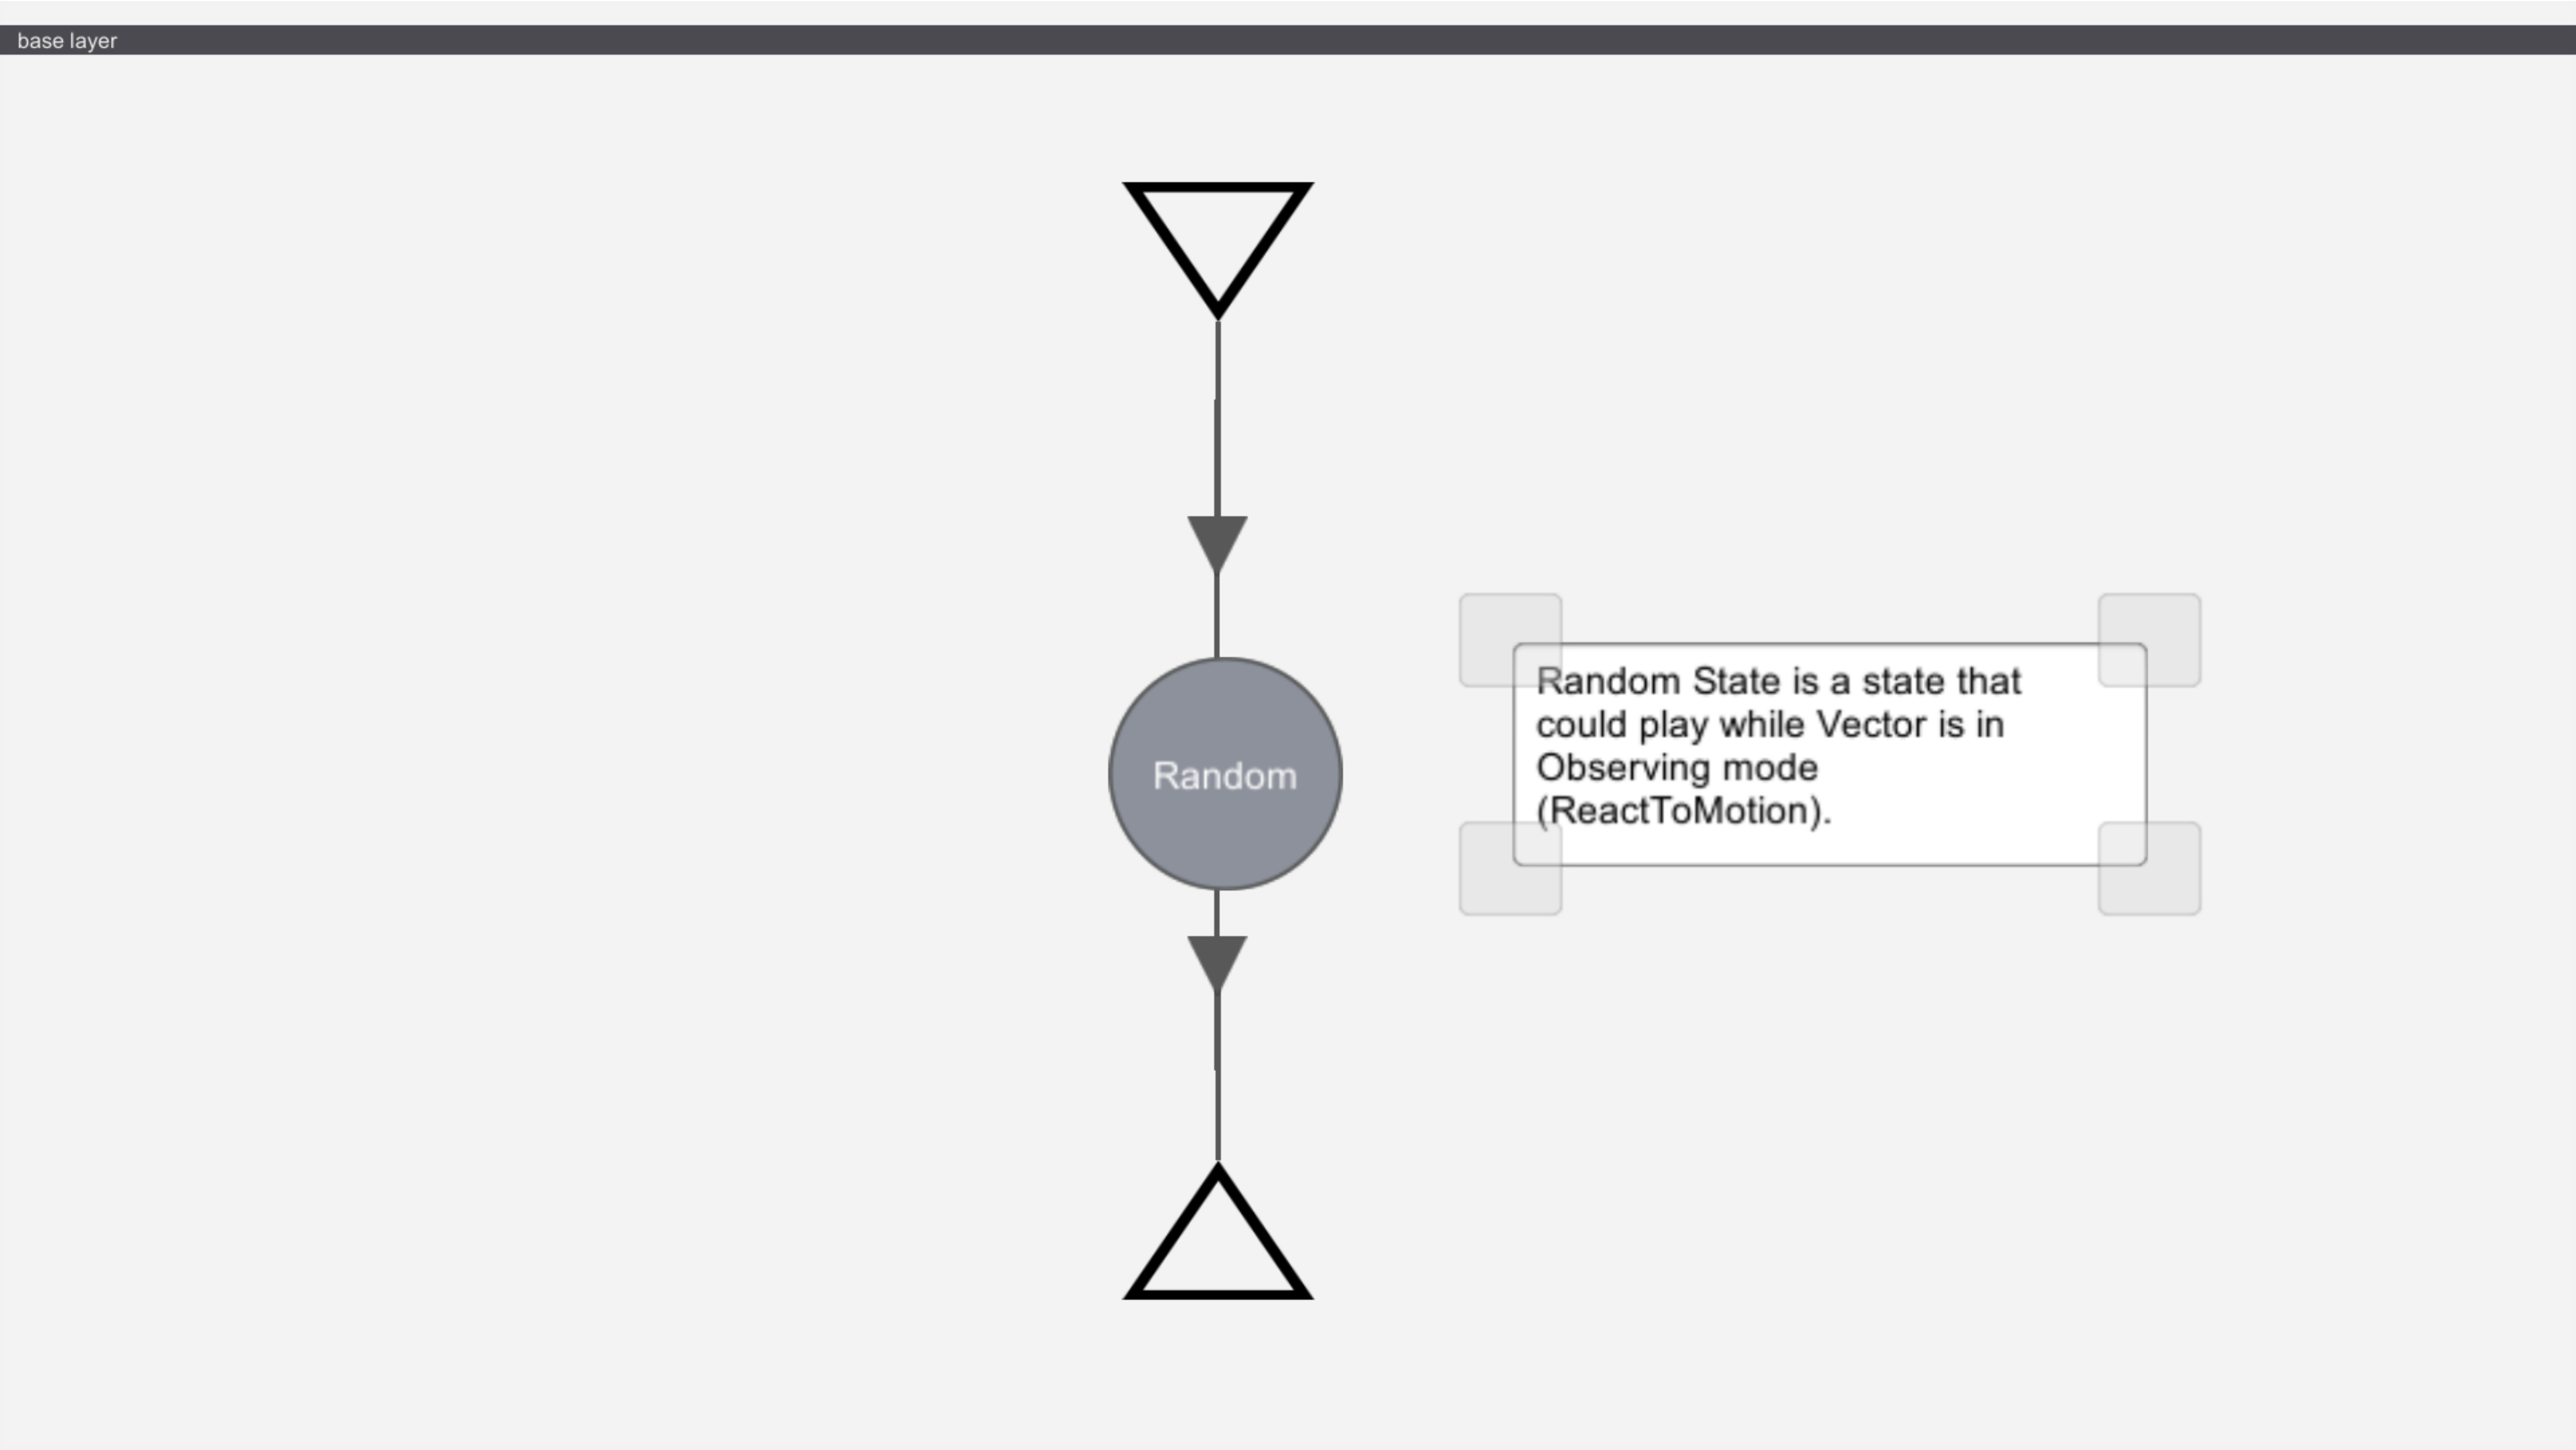 base layer
Random
Random State is a state that
could play while Vector is in
Observing mode
(ReactToMotion).